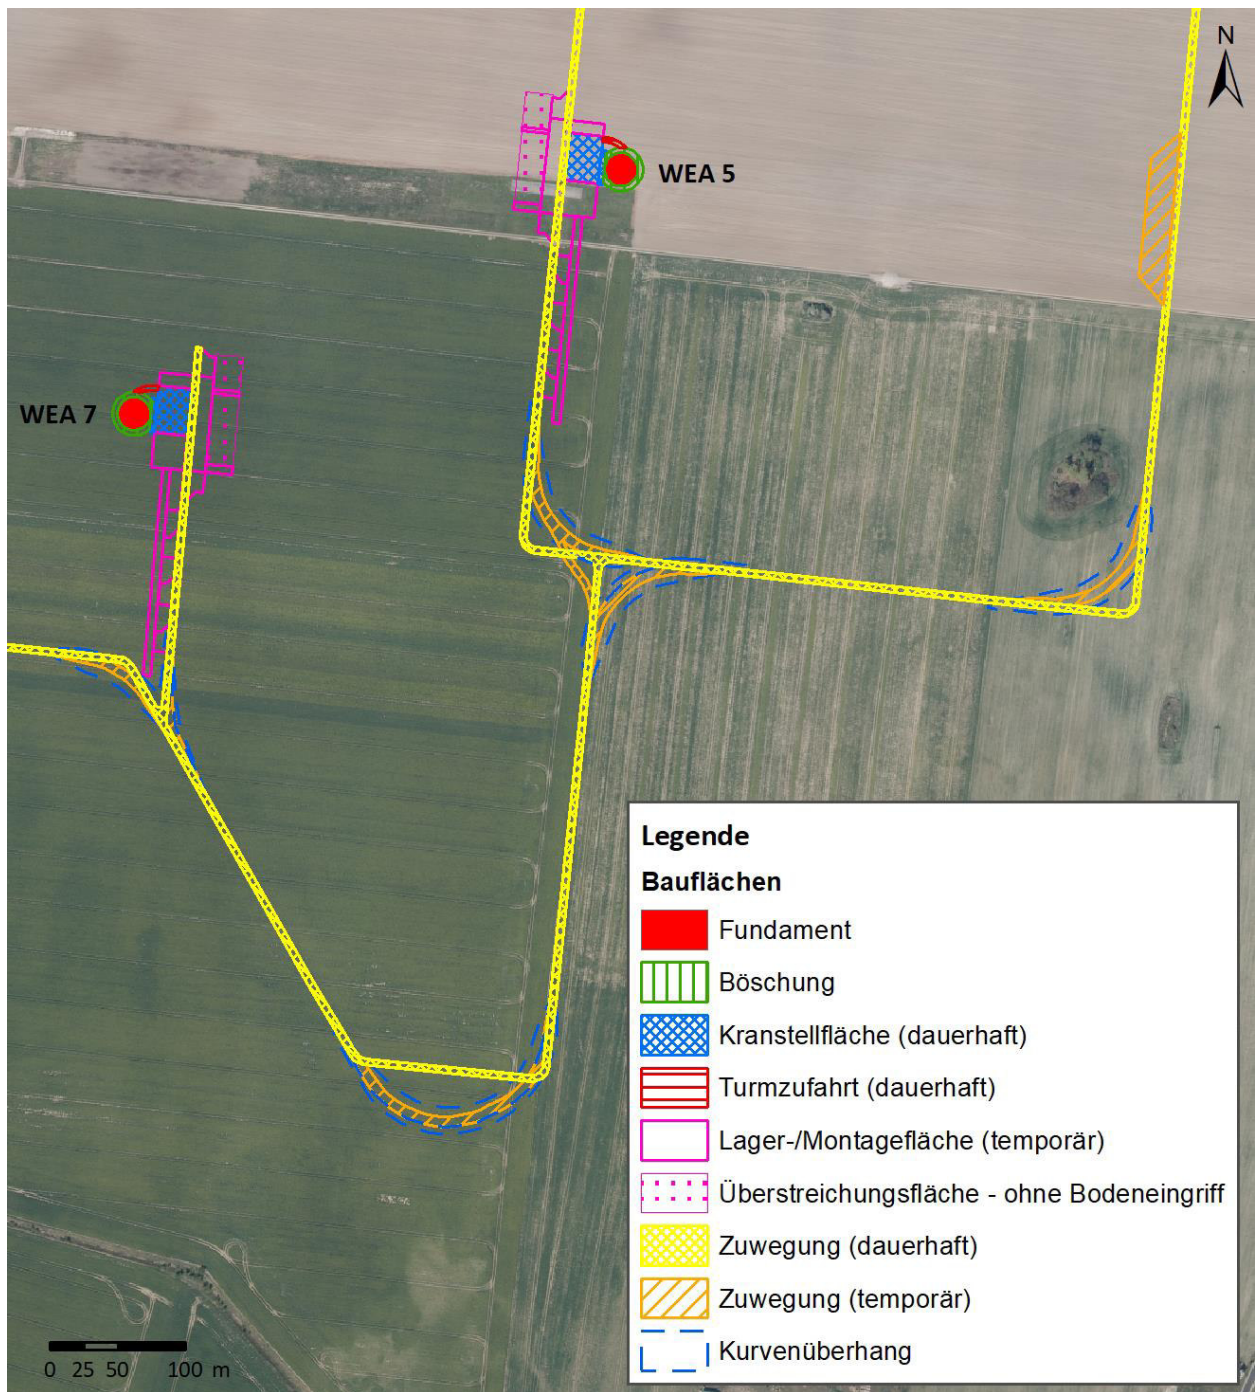 N
WEA 5
WEA 7
Legende
Bauflächen
Fundament
Böschung
Kranstellfläche (dauerhaft)
Turmzufahrt (dauerhaft)
Lager-/Montagefläche (temporär)
Überstreichungsfläche - ohne Bodeneingriff
Zuwegung (dauerhaft)
Zuwegung (temporär)
Kurvenüberhang
0 25 50 100 m